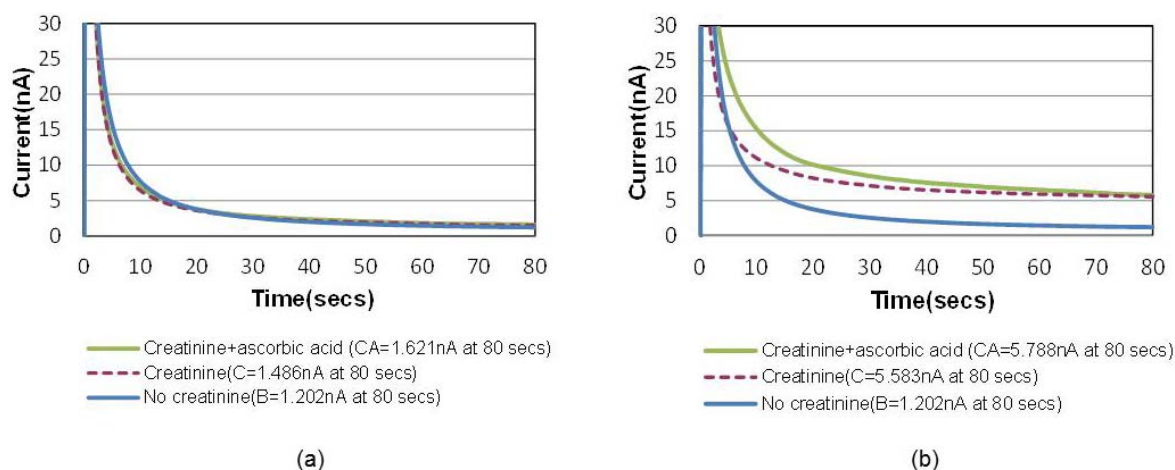 30
25
20
15
10
5
0
Current(nA)
0 10 20 30 40 50 60 70 80
Time(secs)
Creatinine+ascorbic acid (CA=1.621nA at 80 secs)
Creatinine(C=1.486nA at 80 secs)
No creatinine(B=1.202nA at 80 secs)
(a)
30
25
20
15
10
5
0
Current(nA)
0 10 20 30 40 50 60 70 80
Time(secs)
Creatinine+ascorbic acid (CA=5.788nA at 80 secs)
Creatinine(C=5.583nA at 80 secs)
No creatinine(B=1.202nA at 80 secs)
(b)